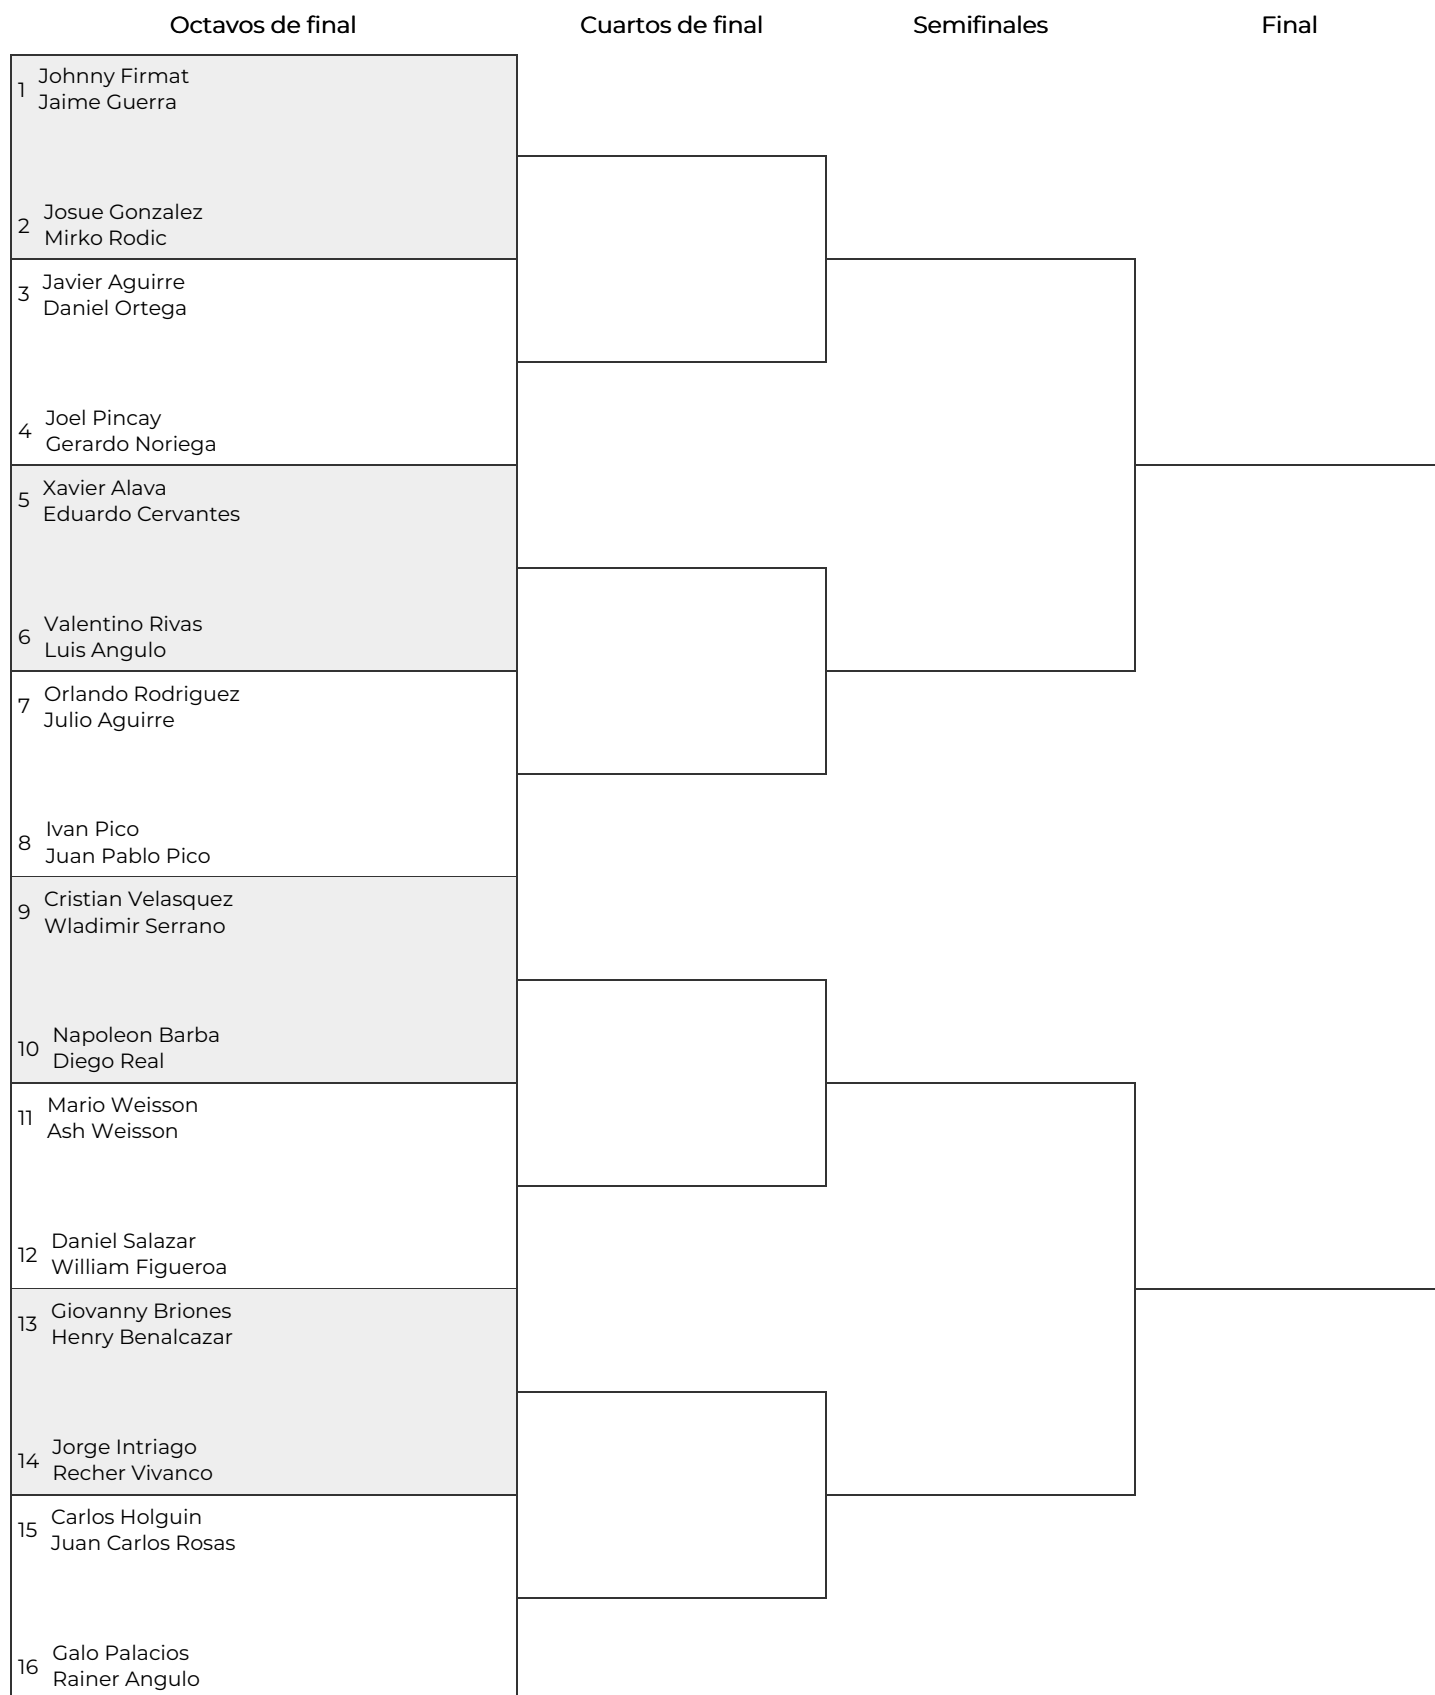 Octavos de final
Cuartos de final
Semifinales
Final
1
Johnny Firmat
Jaime Guerra
2
Josue Gonzalez
Mirko Rodic
3
Javier Aguirre
Daniel Ortega
4
Joel Pincay
Gerardo Noriega
5
Xavier Alava
Eduardo Cervantes
6
Valentino Rivas
Luis Angulo
7
Orlando Rodriguez
Julio Aguirre
8
Ivan Pico
Juan Pablo Pico
9
Cristian Velasquez
Wladimir Serrano
10
Napoleon Barba
Diego Real
11
Mario Weisson
Ash Weisson
12
Daniel Salazar
William Figueroa
13
Giovanny Briones
Henry Benalcazar
14
Jorge Intriago
Recher Vivanco
15
Carlos Holguin
Juan Carlos Rosas
16
Galo Palacios
Rainer Angulo